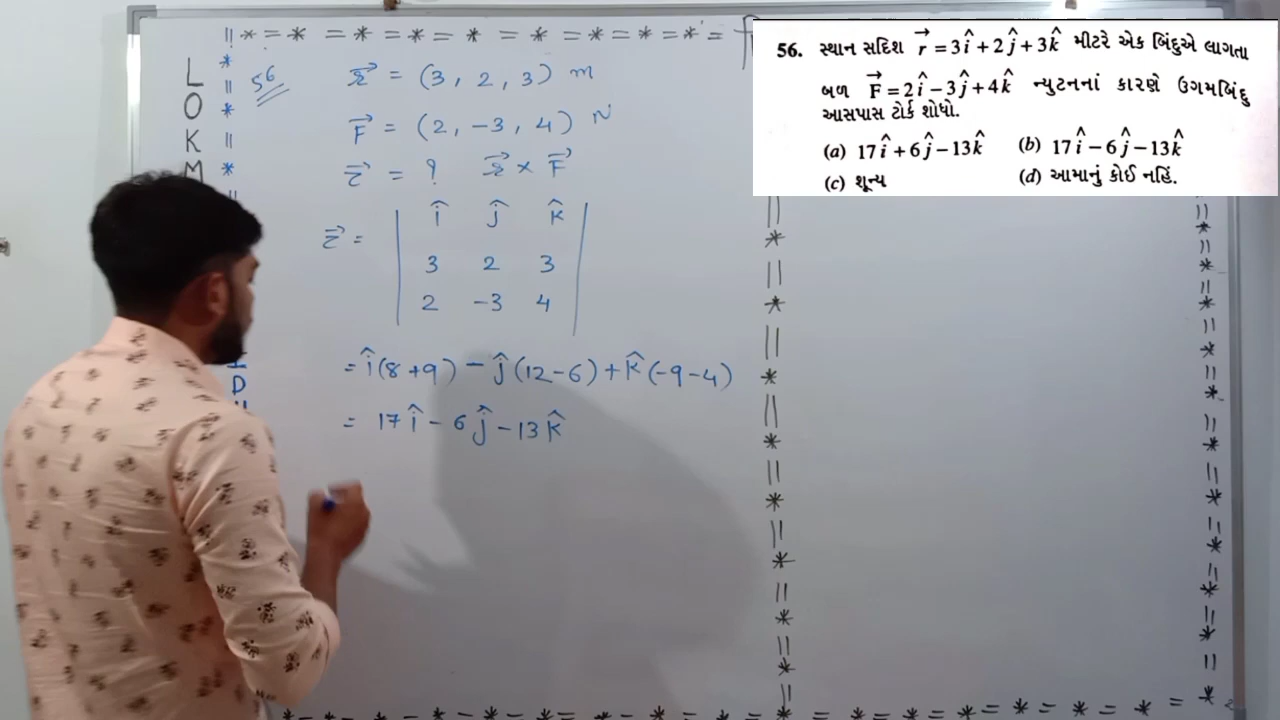 56
r⃗ = (3, 2, 3) m
F⃗ = (2, -3, 4) N
τ⃗ = ? r⃗ × F⃗
τ⃗ =
î ĵ k̂
3 2 3
2 -3 4
= î(8+9) - ĵ(12-6) + k̂(-9-4)
= 17î - 6ĵ - 13k̂
L
O
K
M
D
56. સ્થાન સદિશ r⃗ = 3î + 2ĵ + 3k̂ મીટરે એક બિંદુએ લાગતા
બળ F⃗ = 2î − 3ĵ + 4k̂ ન્યુટનનાં કારણે ઉગમબિંદુ
આસપાસ ટોર્ક શોધો.
(a) 17î + 6ĵ − 13k̂ (b) 17î − 6ĵ − 13k̂
(c) શૂન્ય (d) આમાનું કોઈ નહિં.